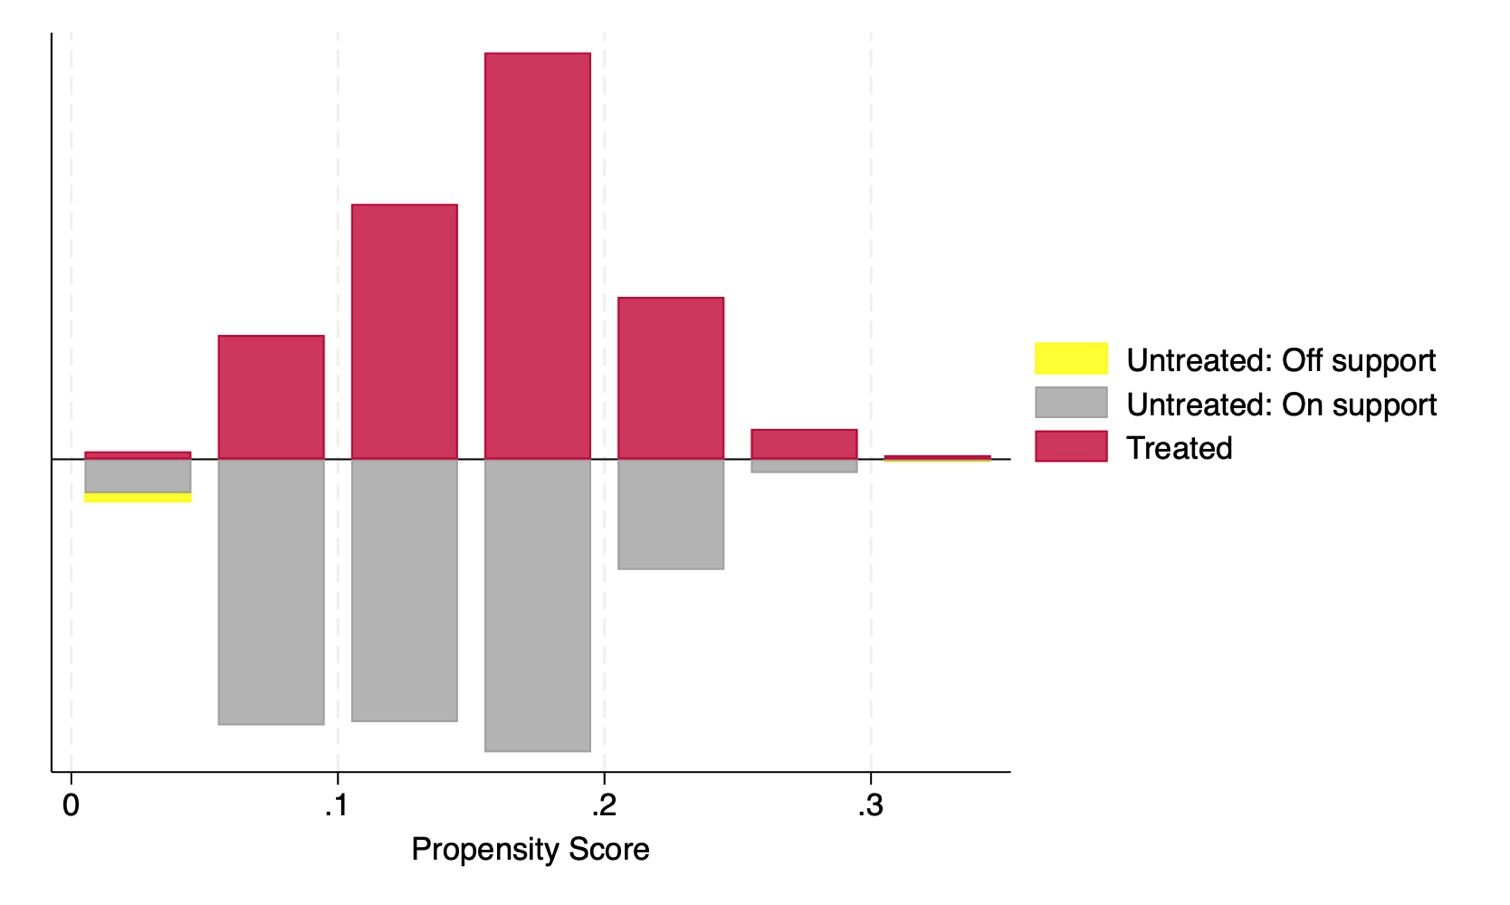 Untreated: Off support
Untreated: On support
Treated
0 .1 .2 .3
Propensity Score